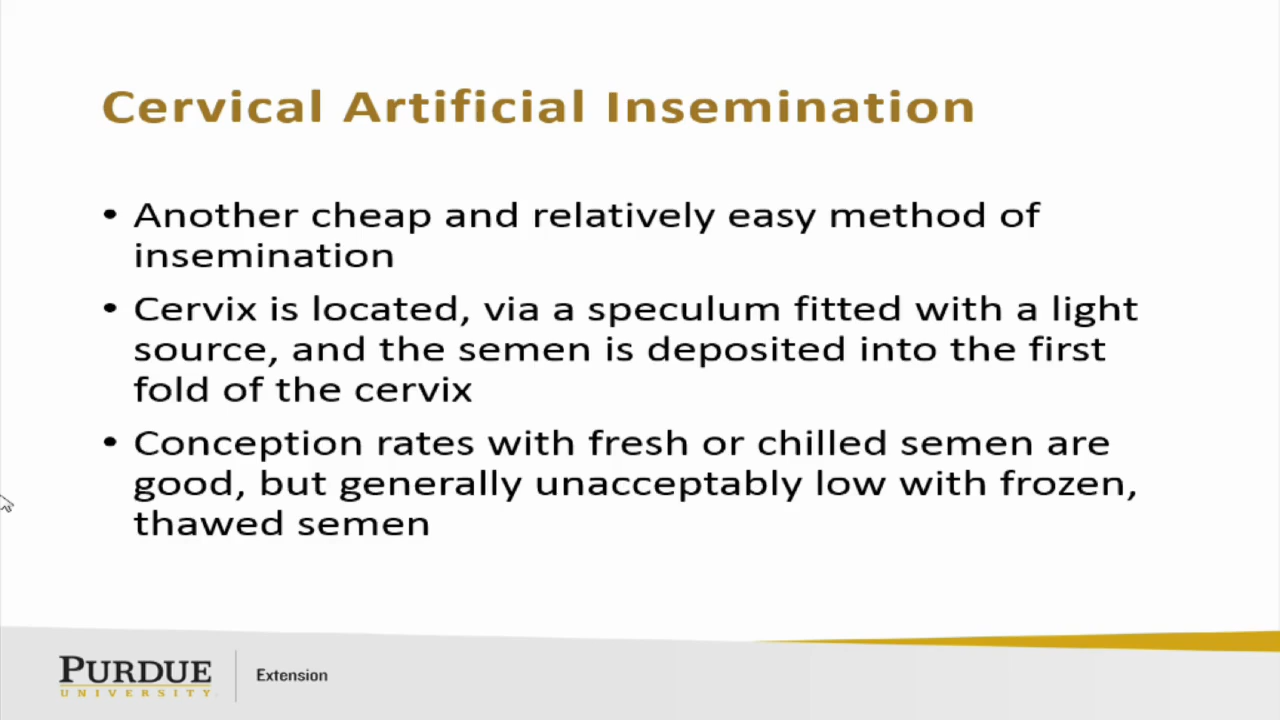 Cervical Artificial Insemination
• Another cheap and relatively easy method of
insemination
• Cervix is located, via a speculum fitted with a light
source, and the semen is deposited into the first
fold of the cervix
• Conception rates with fresh or chilled semen are
good, but generally unacceptably low with frozen,
thawed semen
PURDUE
UNIVERSITY
Extension